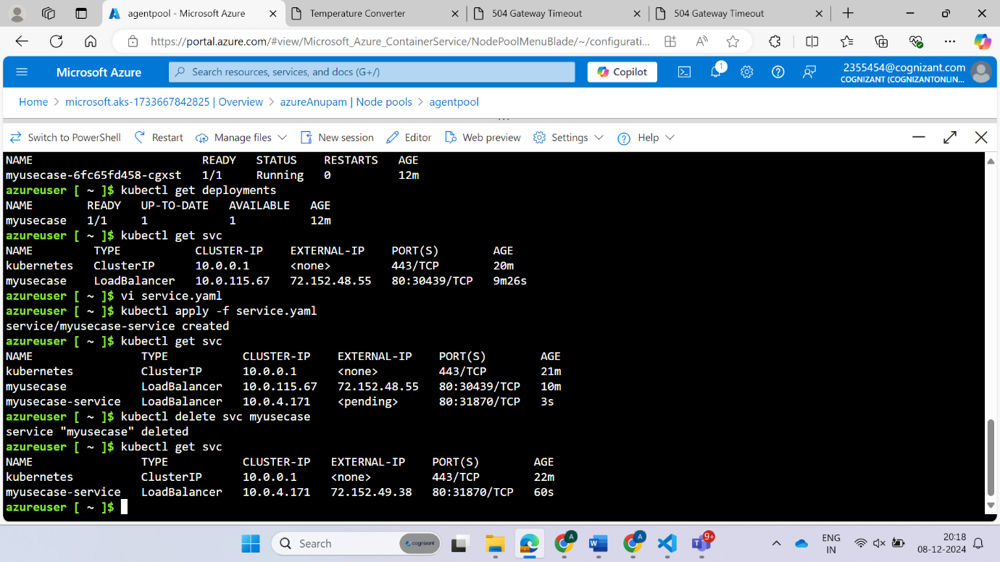 agentpool - Microsoft Azure
Temperature Converter
504 Gateway Timeout
504 Gateway Timeout
https://portal.azure.com/#view/Microsoft_Azure_ContainerService/NodePoolMenuBlade/~/configurati...
Microsoft Azure
Search resources, services, and docs (G+/)
Copilot
1
2355454@cognizant.com
COGNIZANT (COGNIZANTONLIN...
Home > microsoft.aks-1733667842825 | Overview > azureAnupam | Node pools > agentpool
Switch to PowerShell Restart Manage files New session Editor Web preview Settings Help
NAME READY STATUS RESTARTS AGE
myusecase-6fc65fd458-cgxst 1/1 Running 0 12m
azureuser [ ~ ]$ kubectl get deployments
NAME READY UP-TO-DATE AVAILABLE AGE
myusecase 1/1 1 1 12m
azureuser [ ~ ]$ kubectl get svc
NAME TYPE CLUSTER-IP EXTERNAL-IP PORT(S) AGE
kubernetes ClusterIP 10.0.0.1 <none> 443/TCP 20m
myusecase LoadBalancer 10.0.115.67 72.152.48.55 80:30439/TCP 9m26s
azureuser [ ~ ]$ vi service.yaml
azureuser [ ~ ]$ kubectl apply -f service.yaml
service/myusecase-service created
azureuser [ ~ ]$ kubectl get svc
NAME TYPE CLUSTER-IP EXTERNAL-IP PORT(S) AGE
kubernetes ClusterIP 10.0.0.1 <none> 443/TCP 21m
myusecase LoadBalancer 10.0.115.67 72.152.48.55 80:30439/TCP 10m
myusecase-service LoadBalancer 10.0.4.171 <pending> 80:31870/TCP 3s
azureuser [ ~ ]$ kubectl delete svc myusecase
service "myusecase" deleted
azureuser [ ~ ]$ kubectl get svc
NAME TYPE CLUSTER-IP EXTERNAL-IP PORT(S) AGE
kubernetes ClusterIP 10.0.0.1 <none> 443/TCP 22m
myusecase-service LoadBalancer 10.0.4.171 72.152.49.38 80:31870/TCP 60s
azureuser [ ~ ]$
Search
cognizant
A
A
9+
ENG
IN
20:18
08-12-2024